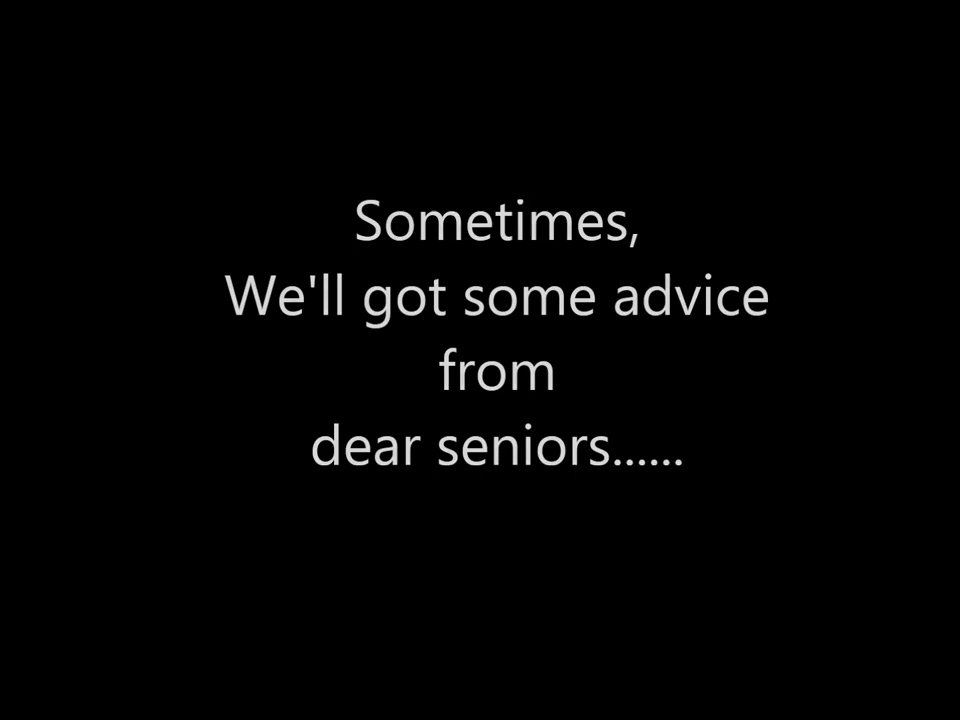 Sometimes,
We'll got some advice
from
dear seniors......